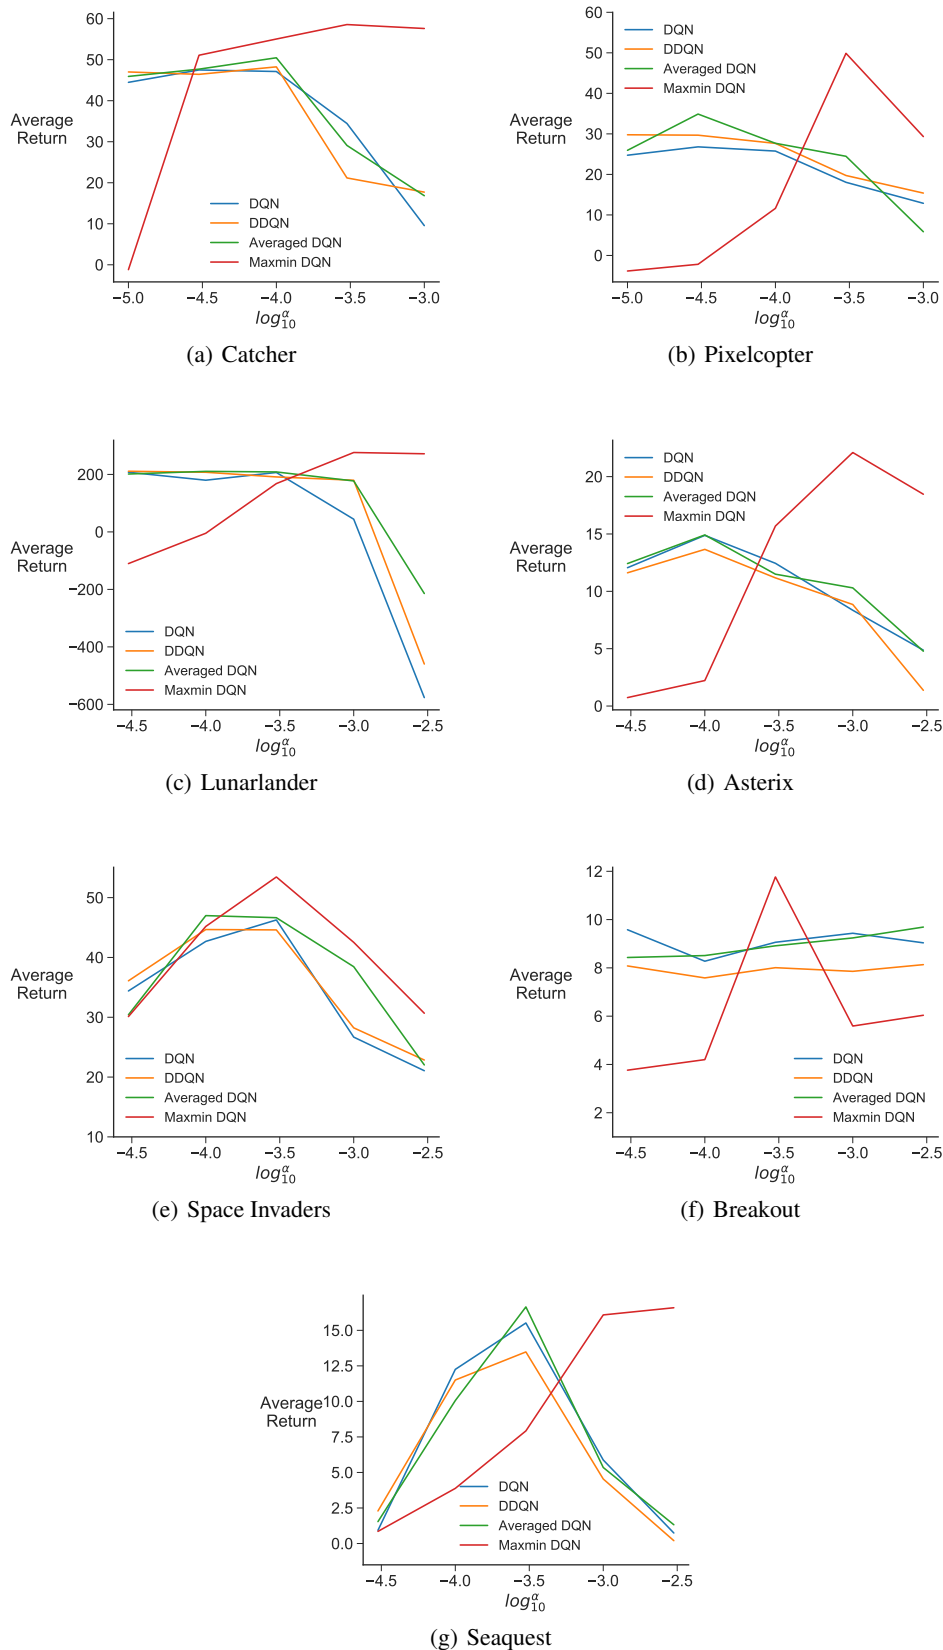 60
50
40
30
20
10
0
Average
Return
DQN
DDQN
Averaged DQN
Maxmin DQN
−5.0 −4.5 −4.0 −3.5 −3.0
log₁₀^α
(a) Catcher
60
50
40
30
20
10
0
Average
Return
DQN
DDQN
Averaged DQN
Maxmin DQN
−5.0 −4.5 −4.0 −3.5 −3.0
log₁₀^α
(b) Pixelcopter
200
0
−200
−400
−600
Average
Return
DQN
DDQN
Averaged DQN
Maxmin DQN
−4.5 −4.0 −3.5 −3.0 −2.5
log₁₀^α
(c) Lunarlander
20
15
10
5
0
Average
Return
DQN
DDQN
Averaged DQN
Maxmin DQN
−4.5 −4.0 −3.5 −3.0 −2.5
log₁₀^α
(d) Asterix
50
40
30
20
10
Average
Return
DQN
DDQN
Averaged DQN
Maxmin DQN
−4.5 −4.0 −3.5 −3.0 −2.5
log₁₀^α
(e) Space Invaders
12
10
8
6
4
2
Average
Return
DQN
DDQN
Averaged DQN
Maxmin DQN
−4.5 −4.0 −3.5 −3.0 −2.5
log₁₀^α
(f) Breakout
15.0
12.5
10.0
7.5
5.0
2.5
0.0
Average
Return
DQN
DDQN
Averaged DQN
Maxmin DQN
−4.5 −4.0 −3.5 −3.0 −2.5
log₁₀^α
(g) Seaquest